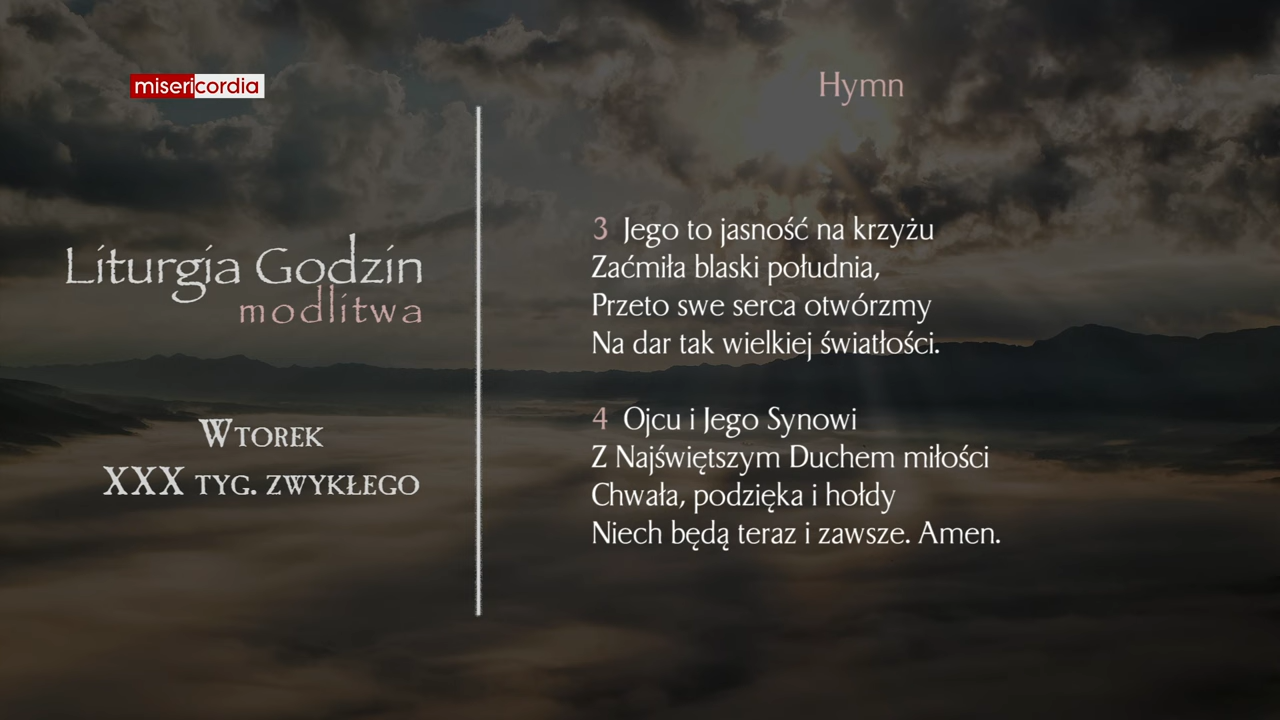 misericordia
Liturgia Godzin
modlitwa
Wtorek
XXX tyg. zwykłego
Hymn
3 Jego to jasność na krzyżu
Zaćmiła blaski południa,
Przeto swe serca otwórzmy
Na dar tak wielkiej światłości.
4 Ojcu i Jego Synowi
Z Najświętszym Duchem miłości
Chwała, podzięka i hołdy
Niech będą teraz i zawsze. Amen.